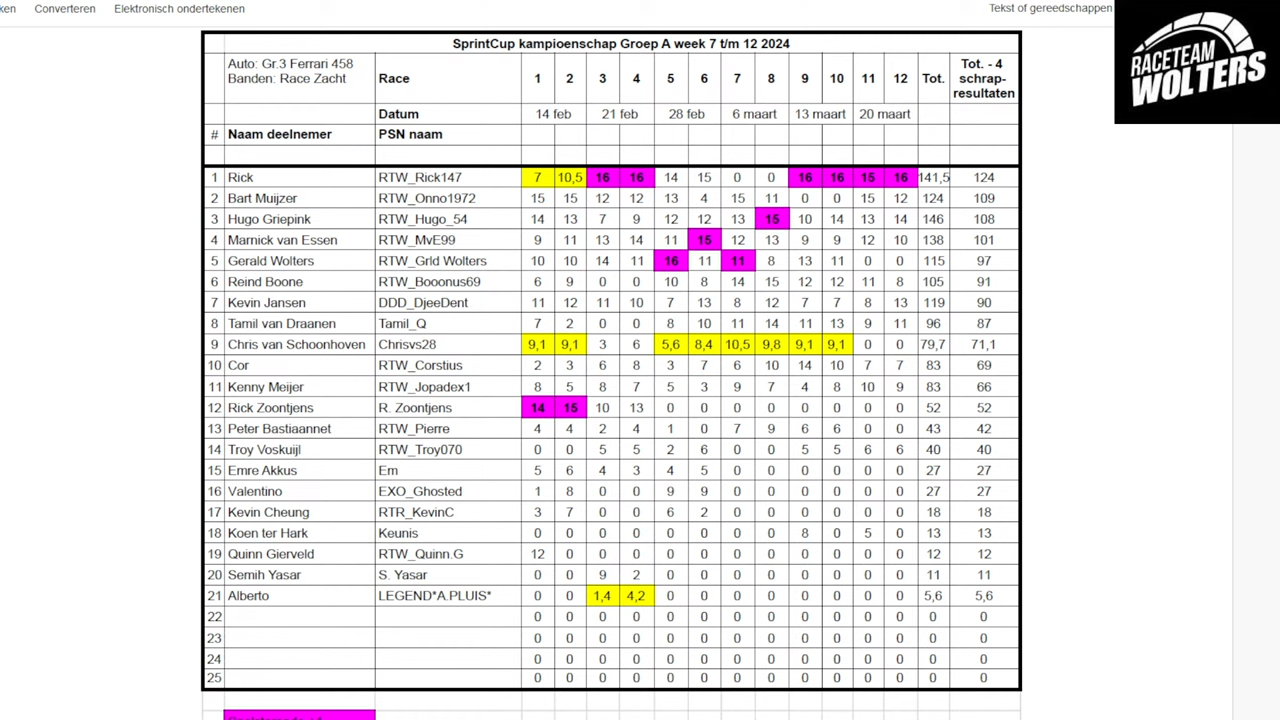 ken Converteren Elektronisch ondertekenen Tekst of gereedschappen
RACETEAM
WOLTERS
SprintCup kampioenschap Groep A week 7 t/m 12 2024
Auto: Gr.3 Ferrari 458
Banden: Race Zacht
Race 1 2 3 4 5 6 7 8 9 10 11 12 Tot. Tot. - 4 schrap-resultaten
Datum 14 feb 21 feb 28 feb 6 maart 13 maart 20 maart
# Naam deelnemer PSN naam
1 Rick RTW_Rick147 7 10,5 16 16 14 15 0 0 16 16 15 16 141,5 124
2 Bart Muijzer RTW_Onno1972 15 15 12 12 13 4 15 11 0 0 15 12 124 109
3 Hugo Griepink RTW_Hugo_54 14 13 7 9 12 12 13 15 10 14 13 14 146 108
4 Marnick van Essen RTW_MvE99 9 11 13 14 11 15 12 13 9 9 12 10 138 101
5 Gerald Wolters RTW_Grld Wolters 10 10 14 11 16 11 11 8 13 11 0 0 115 97
6 Reind Boone RTW_Booonus69 6 9 0 0 10 8 14 15 12 12 11 8 105 91
7 Kevin Jansen DDD_DjeeDent 11 12 11 10 7 13 8 12 7 7 8 13 119 90
8 Tamil van Draanen Tamil_Q 7 2 0 0 8 10 11 14 11 13 9 11 96 87
9 Chris van Schoonhoven Chrisvs28 9,1 9,1 3 6 5,6 8,4 10,5 9,8 9,1 9,1 0 0 79,7 71,1
10 Cor RTW_Corstius 2 3 6 8 3 7 6 10 14 10 7 7 83 69
11 Kenny Meijer RTW_Jopadex1 8 5 8 7 5 3 9 7 4 8 10 9 83 66
12 Rick Zoontjens R. Zoontjens 14 15 10 13 0 0 0 0 0 0 0 0 52 52
13 Peter Bastiaannet RTW_Pierre 4 4 2 4 1 0 7 9 6 6 0 0 43 42
14 Troy Voskuijl RTW_Troy070 0 0 5 5 2 6 0 0 5 5 6 6 40 40
15 Emre Akkus Em 5 6 4 3 4 5 0 0 0 0 0 0 27 27
16 Valentino EXO_Ghosted 1 8 0 0 9 9 0 0 0 0 0 0 27 27
17 Kevin Cheung RTR_KevinC 3 7 0 0 6 2 0 0 0 0 0 0 18 18
18 Koen ter Hark Keunis 0 0 0 0 0 0 0 0 8 0 5 0 13 13
19 Quinn Gierveld RTW_Quinn.G 12 0 0 0 0 0 0 0 0 0 0 0 12 12
20 Semih Yasar S. Yasar 0 0 9 2 0 0 0 0 0 0 0 0 11 11
21 Alberto LEGEND*A.PLUIS* 0 0 1,4 4,2 0 0 0 0 0 0 0 0 5,6 5,6
22 0 0 0 0 0 0 0 0 0 0 0 0 0 0
23 0 0 0 0 0 0 0 0 0 0 0 0 0 0
24 0 0 0 0 0 0 0 0 0 0 0 0 0 0
25 0 0 0 0 0 0 0 0 0 0 0 0 0 0